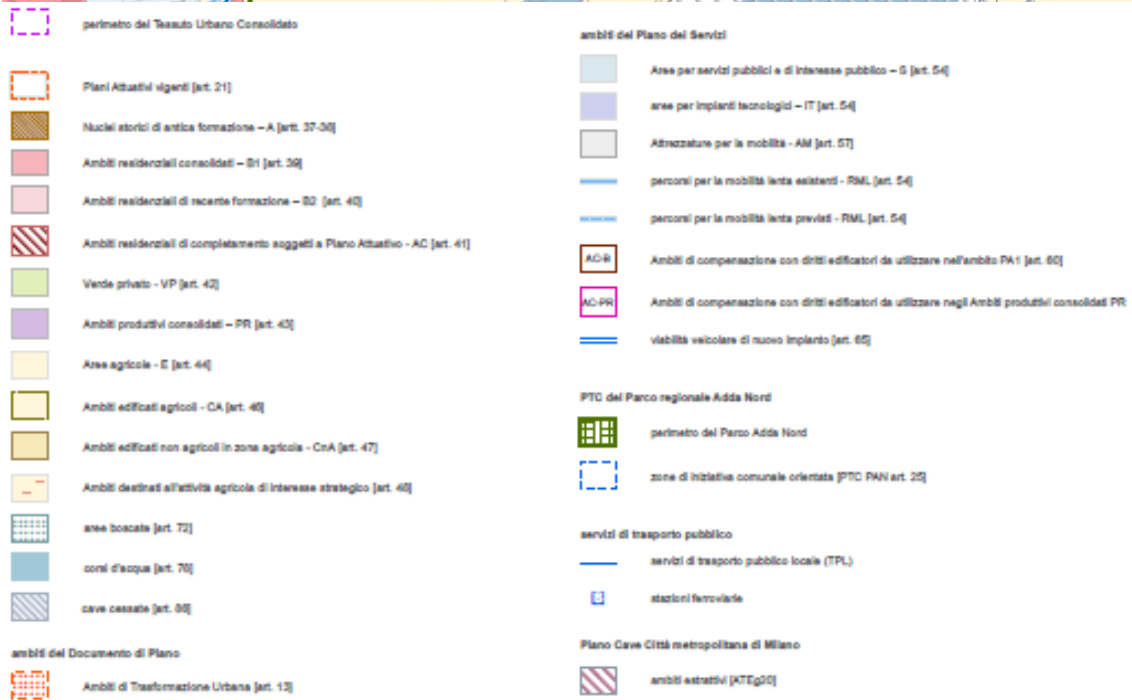 perimetro del Tessuto Urbano Consolidato
Piani Attuativi vigenti [art. 21]
Nuclei storici di antica formazione – A [artt. 37-38]
Ambiti residenziali consolidati – B1 [art. 39]
Ambiti residenziali di recente formazione – B2 [art. 40]
Ambiti residenziali di completamento soggetti a Piano Attuativo - AC [art. 41]
Verde privato - VP [art. 42]
Ambiti produttivi consolidati – PR [art. 43]
Aree agricole - E [art. 44]
Ambiti edificati agricoli - CA [art. 46]
Ambiti edificati non agricoli in zona agricola - CnA [art. 47]
Ambiti destinati all'attività agricola di interesse strategico [art. 48]
aree boscate [art. 72]
corsi d'acqua [art. 78]
cave cessate [art. 86]
ambiti del Documento di Piano
Ambiti di Trasformazione Urbana [art. 13]
ambiti del Piano dei Servizi
Aree per servizi pubblici e di interesse pubblico – S [art. 54]
aree per impianti tecnologici – IT [art. 54]
Attrezzature per la mobilità - AM [art. 57]
percorsi per la mobilità lenta esistenti - RML [art. 54]
percorsi per la mobilità lenta previsti - RML [art. 54]
AC-B Ambiti di compensazione con diritti edificatori da utilizzare nell'ambito PA1 [art. 60]
AC-PR Ambiti di compensazione con diritti edificatori da utilizzare negli Ambiti produttivi consolidati PR
viabilità veicolare di nuovo impianto [art. 65]
PTC del Parco regionale Adda Nord
perimetro del Parco Adda Nord
zone di iniziativa comunale orientata [PTC PAN art. 25]
servizi di trasporto pubblico
servizi di trasporto pubblico locale (TPL)
stazioni ferroviarie
Piano Cave Città metropolitana di Milano
ambiti estrattivi [ATEg20]